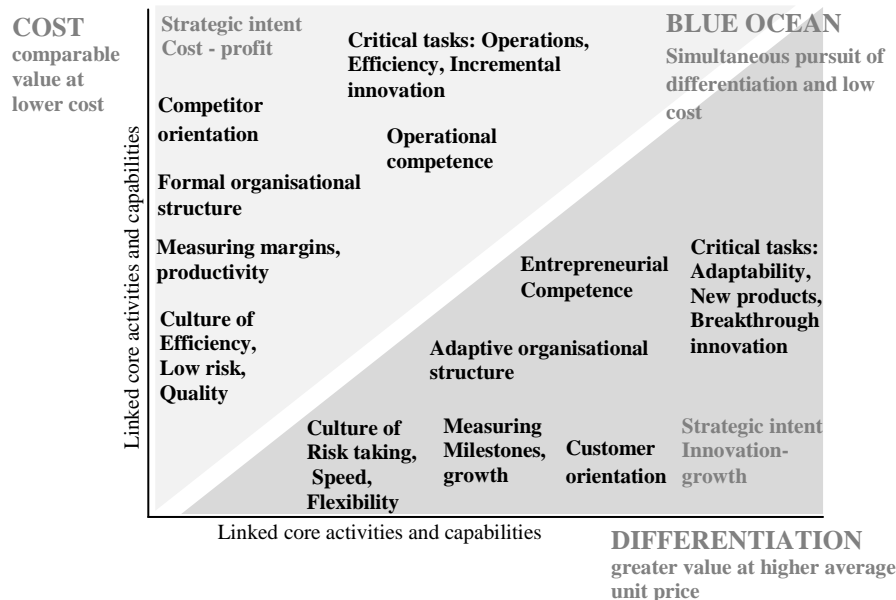 COST
comparable
value at
lower cost
Strategic intent
Cost - profit
Critical tasks: Operations,
Efficiency, Incremental
innovation
BLUE OCEAN
Simultaneous pursuit of
differentiation and low
cost
Competitor
orientation
Operational
competence
Formal organisational
structure
Measuring margins,
productivity
Culture of
Efficiency,
Low risk,
Quality
Linked core activities and capabilities
Entrepreneurial
Competence
Critical tasks:
Adaptability,
New products,
Breakthrough
innovation
Adaptive organisational
structure
Culture of
Risk taking,
Speed,
Flexibility
Measuring
Milestones,
growth
Customer
orientation
Strategic intent
Innovation-
growth
Linked core activities and capabilities
DIFFERENTIATION
greater value at higher average
unit price